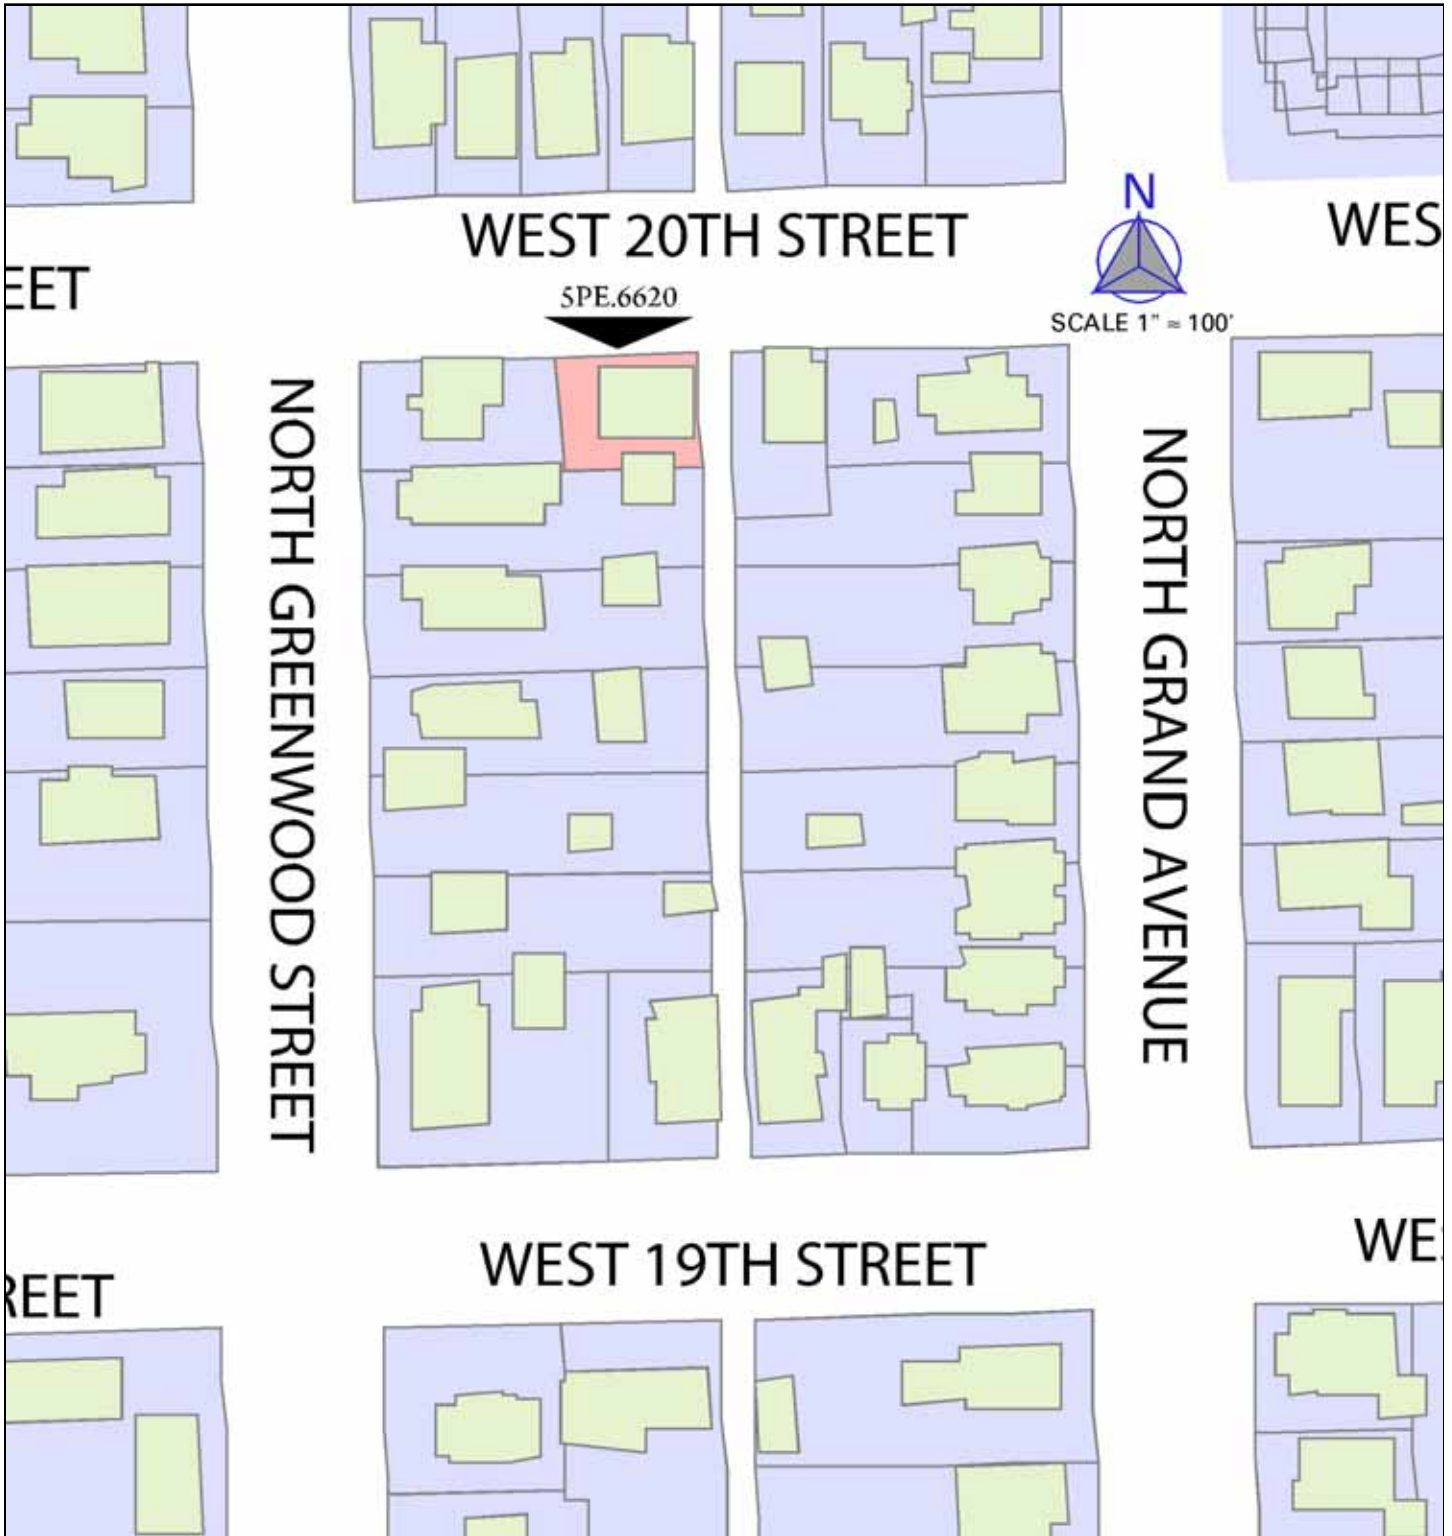 N
WEST 20TH STREET
WES
EET
5PE.6620
SCALE 1" ≈ 100'
NORTH GREENWOOD STREET
NORTH GRAND AVENUE
WEST 19TH STREET
WE
REET